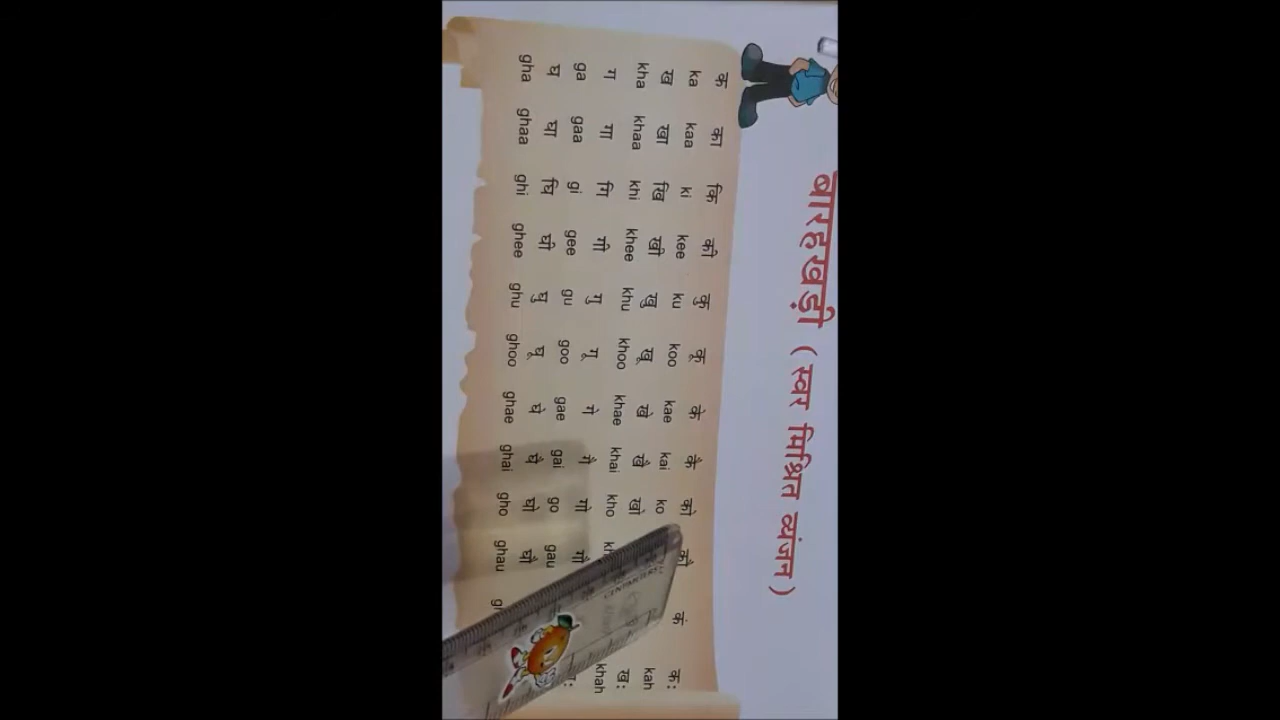 बारहखड़ी ( स्वर मिश्रित व्यंजन )
क का कि की कु कू के कै को कौ कं क:
ka kaa ki kee ku koo kae kai ko kah
ख खा खि खी खु खू खे खै खो ख:
kha khaa khi khee khu khoo khae khai kho khah
ग गा गि गी गु गू गे गै गो गौ
ga gaa gi gee gu goo gae gai go gau
घ घा घि घी घु घू घे घै घो घौ
gha ghaa ghi ghee ghu ghoo ghae ghai gho ghau